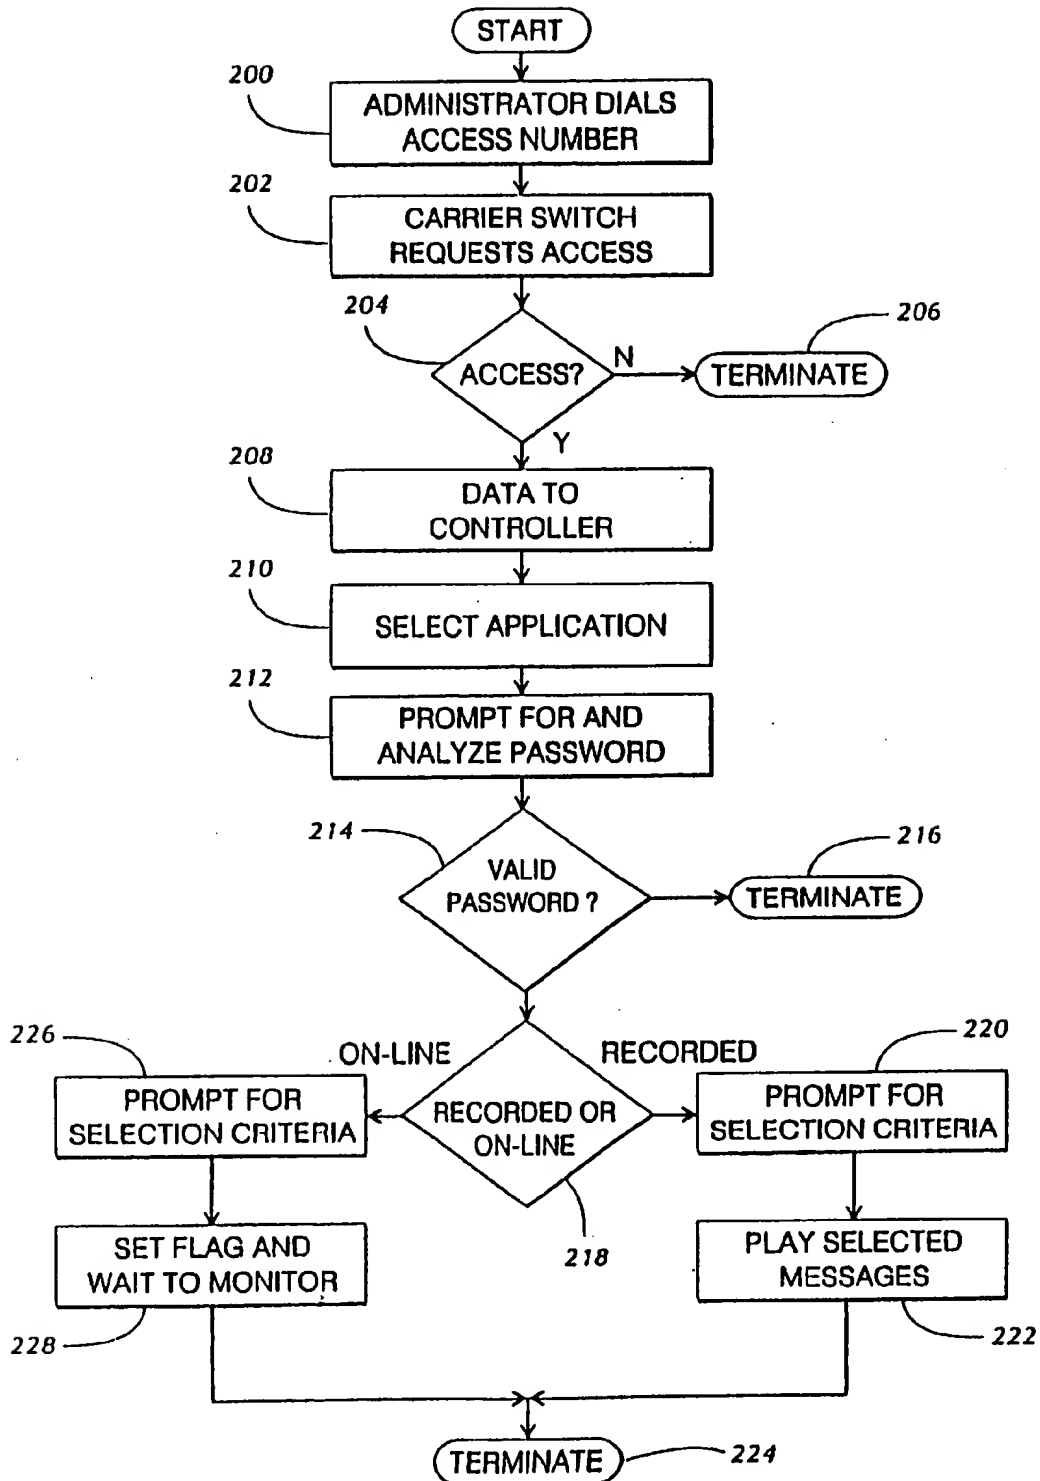 START
200
ADMINISTRATOR DIALS
ACCESS NUMBER
202
CARRIER SWITCH
REQUESTS ACCESS
204
206
ACCESS?
N
TERMINATE
Y
208
DATA TO
CONTROLLER
210
SELECT APPLICATION
212
PROMPT FOR AND
ANALYZE PASSWORD
214
216
VALID
PASSWORD ?
TERMINATE
226
ON-LINE
RECORDED
220
PROMPT FOR
SELECTION CRITERIA
RECORDED OR
ON-LINE
PROMPT FOR
SELECTION CRITERIA
218
SET FLAG AND
WAIT TO MONITOR
PLAY SELECTED
MESSAGES
228
222
TERMINATE
224